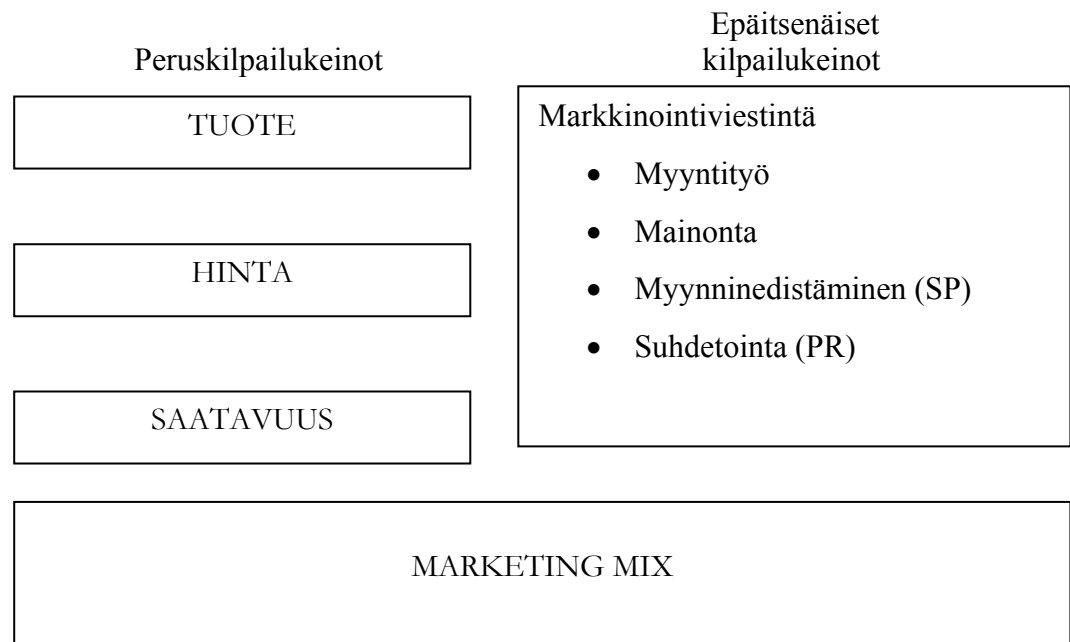 Peruskilpailukeinot
TUOTE
HINTA
SAATAVUUS
Epäitsenäiset
kilpailukeinot
Markkinointiviestintä
• Myyntityö
• Mainonta
• Myynninedistäminen (SP)
• Suhdetointa (PR)
MARKETING MIX